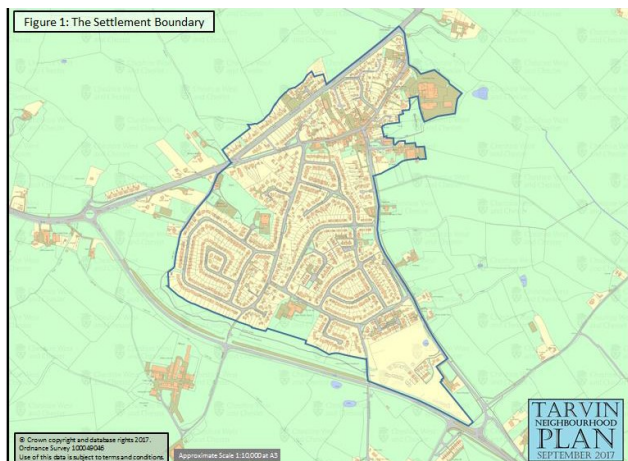 Figure 1: The Settlement Boundary
© Crown copyright and database rights 2017.
Ordnance Survey 100049046
Use of this data is subject to terms and conditions
Approximate Scale 1:10,000 at A3
TARVIN
NEIGHBOURHOOD
PLAN
SEPTEMBER 2017